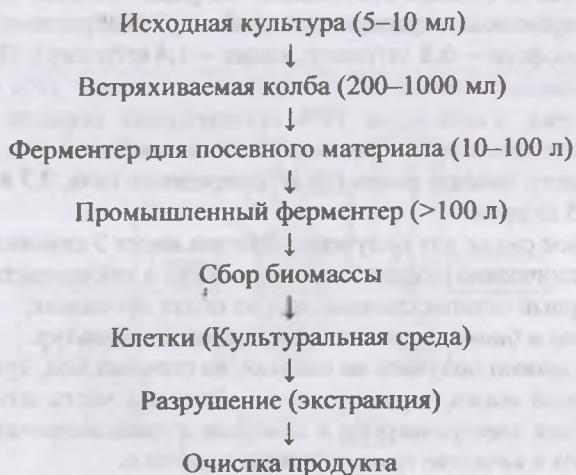 Исходная культура (5–10 мл)
↓
Встряхиваемая колба (200–1000 мл)
↓
Ферментер для посевного материала (10–100 л)
↓
Промышленный ферментер (>100 л)
↓
Сбор биомассы
↓
Клетки (Культуральная среда)
↓
Разрушение (экстракция)
↓
Очистка продукта